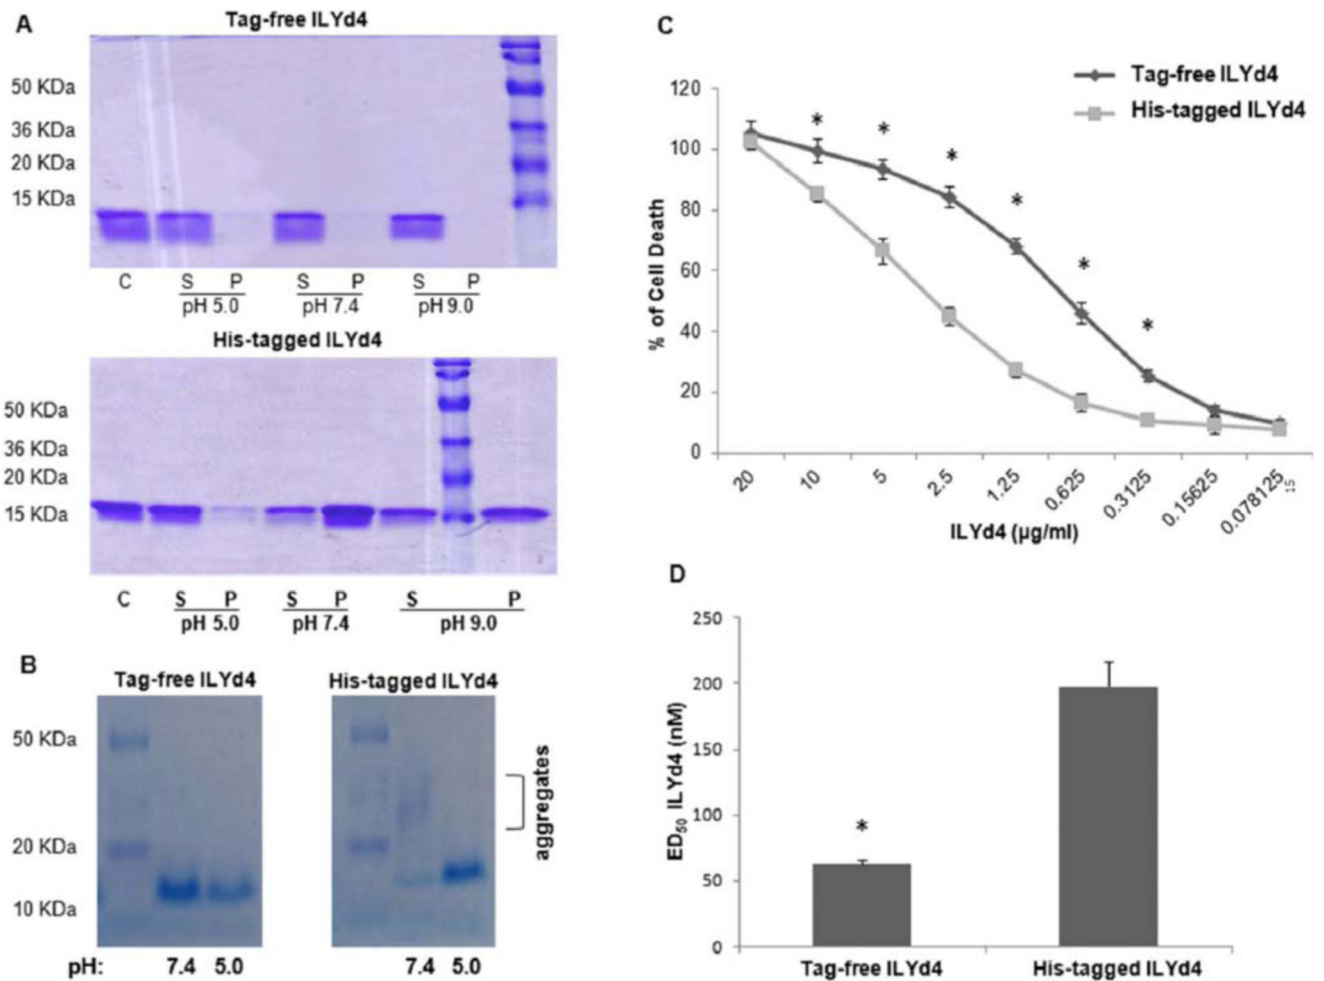 A
Tag-free ILYd4
50 KDa
36 KDa
20 KDa
15 KDa
C S P S P S P
pH 5.0 pH 7.4 pH 9.0
His-tagged ILYd4
50 KDa
36 KDa
20 KDa
15 KDa
C S P S P S P
pH 5.0 pH 7.4 pH 9.0
B
Tag-free ILYd4 His-tagged ILYd4
50 KDa
20 KDa
10 KDa
aggregates
pH: 7.4 5.0 7.4 5.0
C
Tag-free ILYd4
His-tagged ILYd4
% of Cell Death
120
100
80
60
40
20
0
* * * * * * *
20 10 5 2.5 1.25 0.625 0.3125 0.15625 0.078125 15
ILYd4 (µg/ml)
D
ED50 ILYd4 (nM)
250
200
150
100
50
0
*
Tag-free ILYd4 His-tagged ILYd4